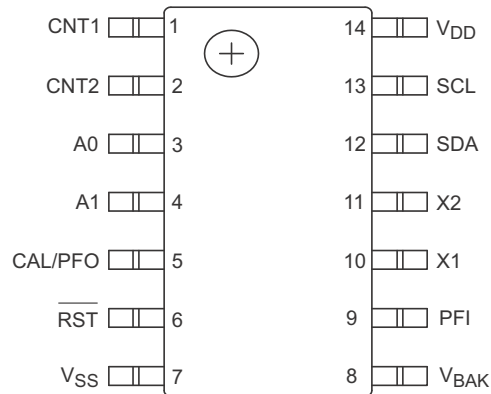 CNT1 1 14 VDD
CNT2 2 13 SCL
A0 3 12 SDA
A1 4 11 X2
CAL/PFO 5 10 X1
RST 6 9 PFI
VSS 7 8 VBAK